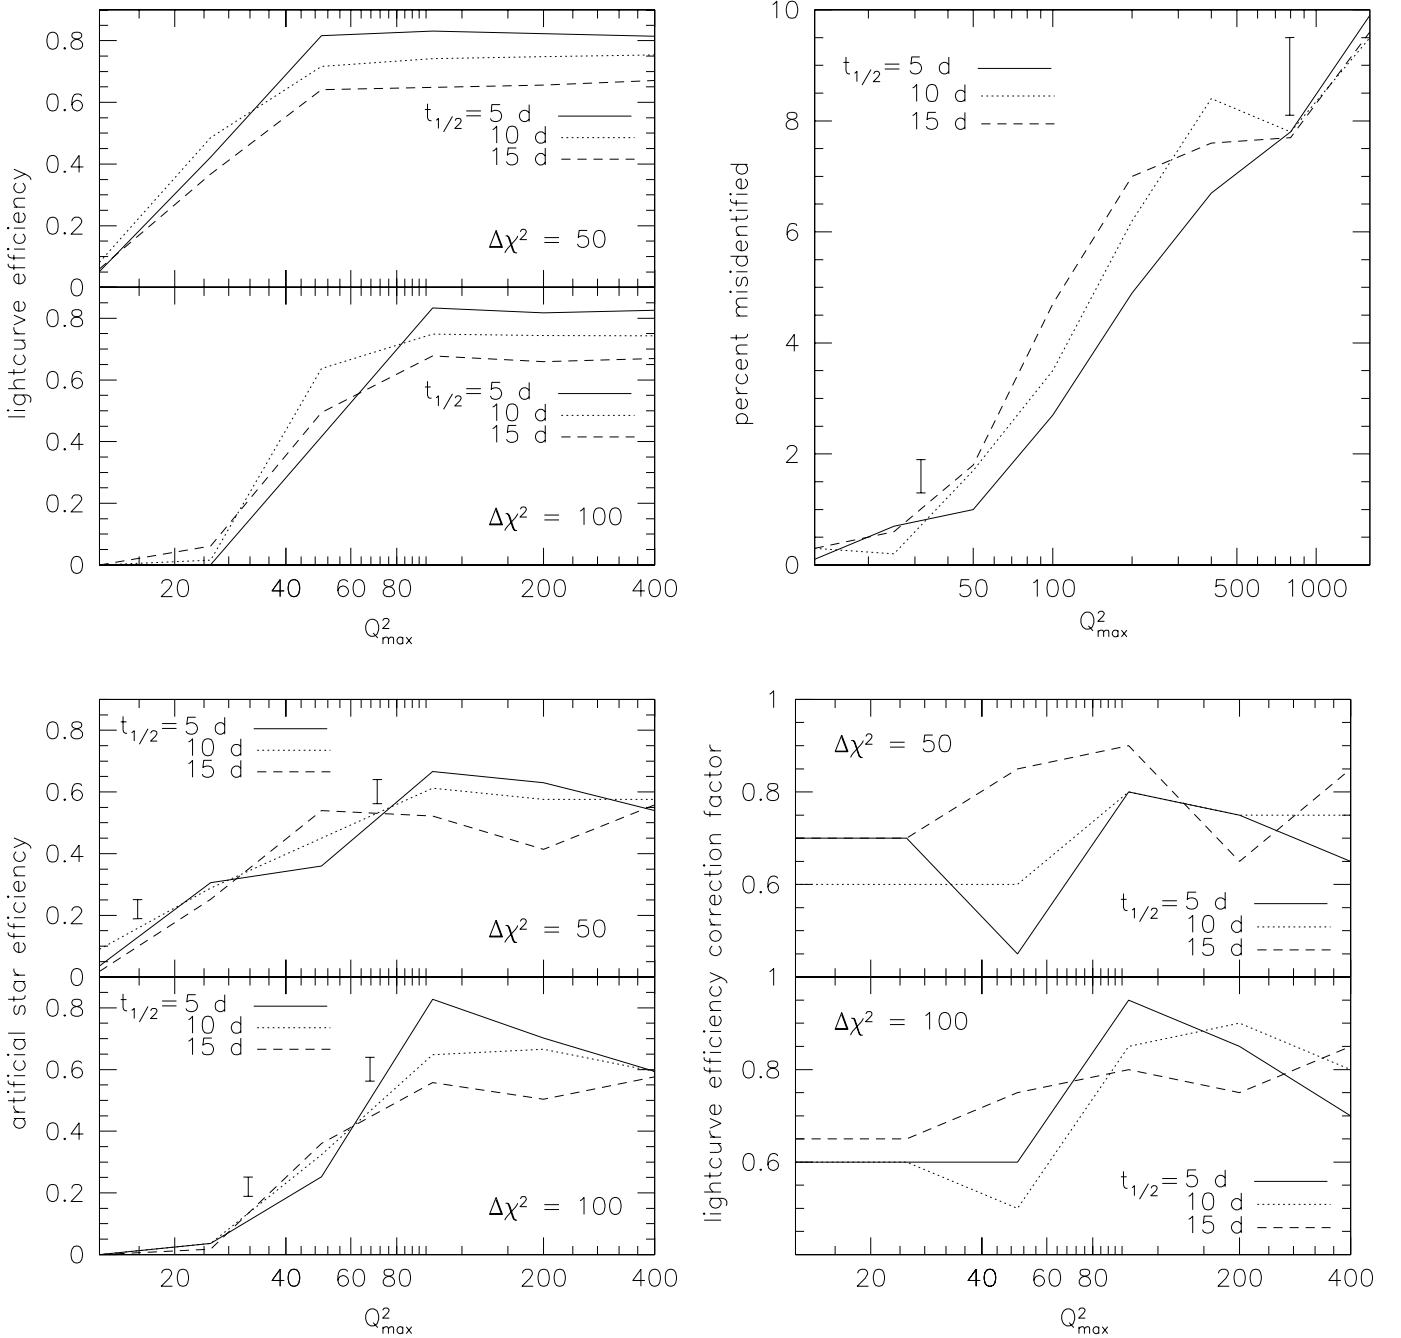 lightcurve efficiency
0.8
0.6
0.4
0.2
0
t1/2= 5 d
10 d
15 d
Δχ² = 50
0.8
0.6
0.4
0.2
0
t1/2= 5 d
10 d
15 d
Δχ² = 100
20 40 60 80 200 400
Q²max
percent misidentified
10
8
6
4
2
0
t1/2= 5 d
10 d
15 d
50 100 500 1000
Q²max
artificial star efficiency
0.8
0.6
0.4
0.2
0
t1/2= 5 d
10 d
15 d
Δχ² = 50
0.8
0.6
0.4
0.2
0
t1/2= 5 d
10 d
15 d
Δχ² = 100
20 40 60 80 200 400
Q²max
lightcurve efficiency correction factor
1
0.8
0.6
Δχ² = 50
t1/2= 5 d
10 d
15 d
1
0.8
0.6
Δχ² = 100
t1/2= 5 d
10 d
15 d
20 40 60 80 200 400
Q²max